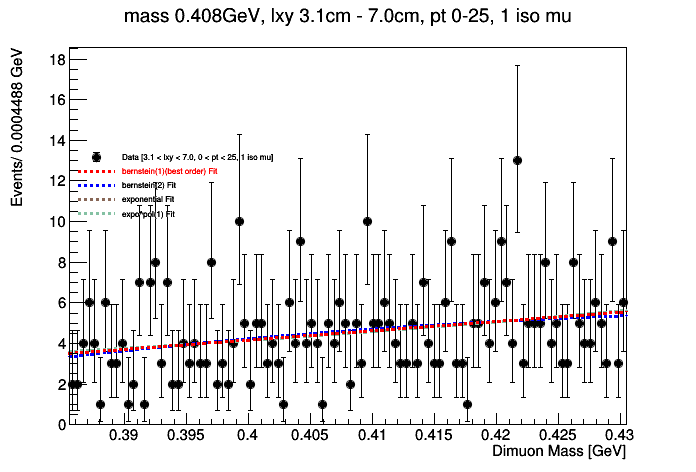 mass 0.408GeV, lxy 3.1cm - 7.0cm, pt 0-25, 1 iso mu
Events/ 0.0004488 GeV
18
16
14
12
10
8
6
4
2
0
Data [3.1 < lxy < 7.0, 0 < pt < 25, 1 iso mu]
bernstein(1)(best order) Fit
bernstein(2) Fit
exponential Fit
expo*pol(1) Fit
0.39 0.395 0.4 0.405 0.41 0.415 0.42 0.425 0.43
Dimuon Mass [GeV]